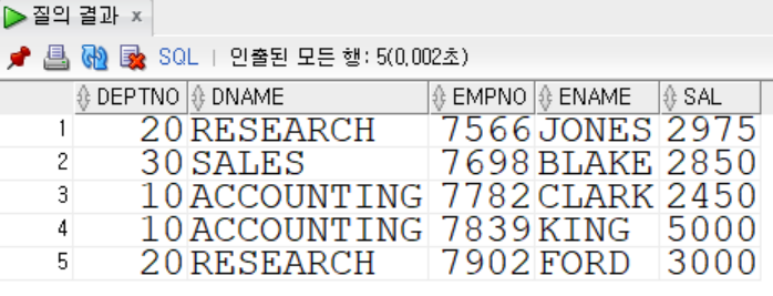 질의 결과 ×
SQL | 인출된 모든 행: 5(0,002초)
DEPTNO DNAME EMPNO ENAME SAL
1 20 RESEARCH 7566 JONES 2975
2 30 SALES 7698 BLAKE 2850
3 10 ACCOUNTING 7782 CLARK 2450
4 10 ACCOUNTING 7839 KING 5000
5 20 RESEARCH 7902 FORD 3000